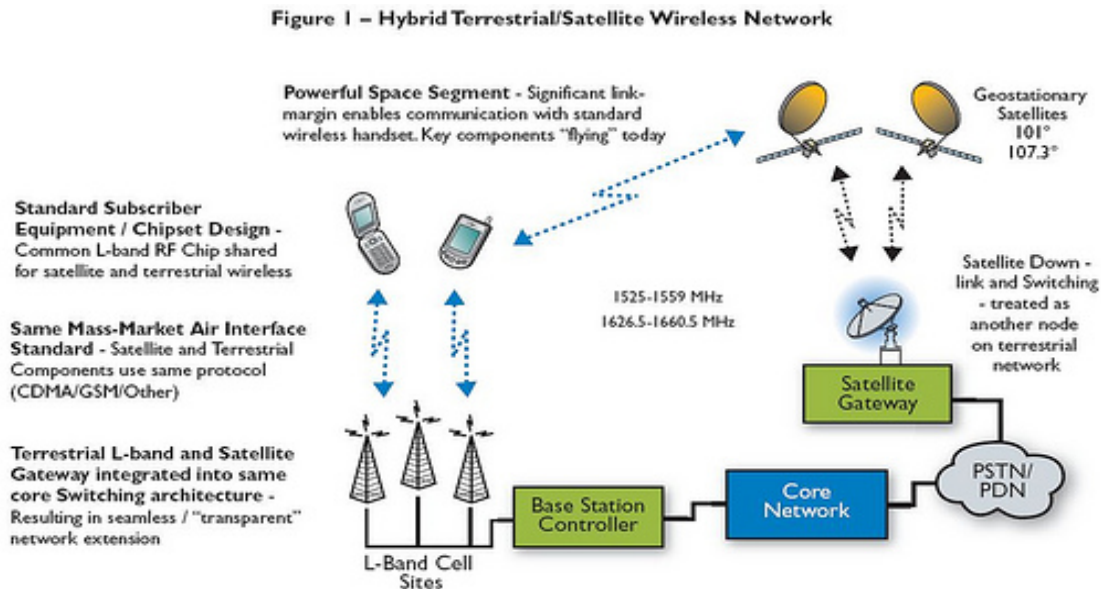 Figure 1 – Hybrid Terrestrial/Satellite Wireless Network
Powerful Space Segment - Significant link-
margin enables communication with standard
wireless handset. Key components "flying" today
Geostationary
Satellites
101°
107.3°
Standard Subscriber
Equipment / Chipset Design -
Common L-band RF Chip shared
for satellite and terrestrial wireless
1525-1559 MHz
1626.5-1660.5 MHz
Satellite Down -
link and Switching
- treated as
another node
on terrestrial
network
Same Mass-Market Air Interface
Standard - Satellite and Terrestrial
Components use same protocol
(CDMA/GSM/Other)
Satellite
Gateway
Terrestrial L-band and Satellite
Gateway integrated into same
core Switching architecture -
Resulting in seamless / "transparent"
network extension
L-Band Cell
Sites
Base Station
Controller
Core
Network
PSTN/
PDN